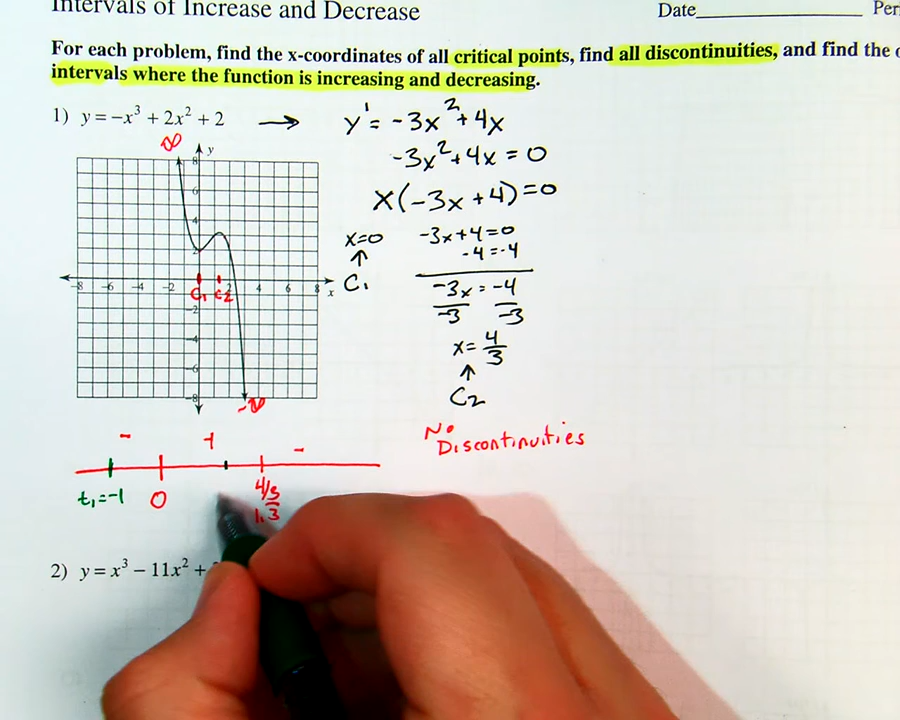 Intervals of Increase and Decrease
Date
For each problem, find the x-coordinates of all critical points, find all discontinuities, and find the
intervals where the function is increasing and decreasing.
1) y = −x³ + 2x² + 2 → y' = -3x² + 4x
-3x² + 4x = 0
x(-3x + 4) = 0
x=0
↑
C₁
-3x+4=0
-4 = -4
-3x = -4
-3 -3
x = 4/3
↑
C₂
No
Discontinuities
∞
y
8
6
4
2
-8 -6 -4 -2 4 6 8 x
C₁ C2
-2
-4
-6
-8
-∞
- + -
t₁=-1 0 4/3
1.3
2) y = x³ − 11x² +